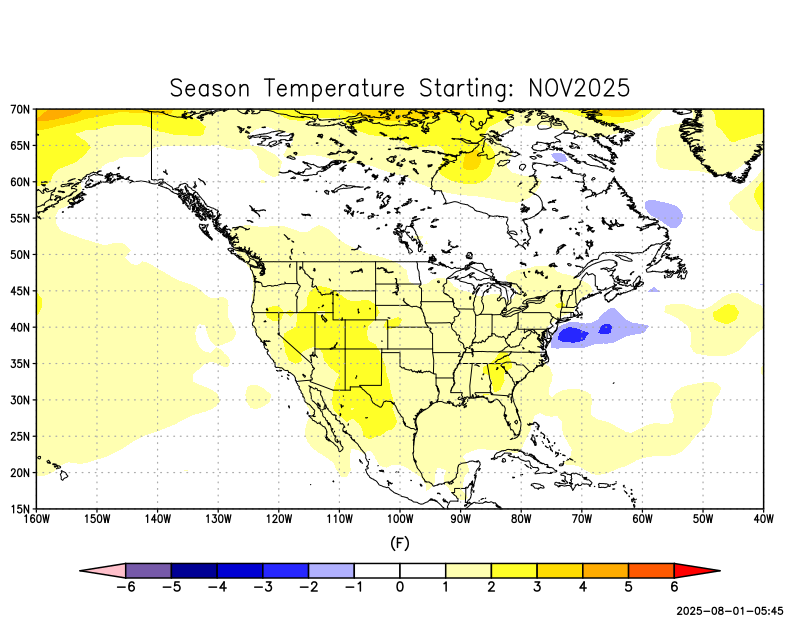 Season Temperature Starting: NOV2025
70N
65N
60N
55N
50N
45N
40N
35N
30N
25N
20N
15N
160W 150W 140W 130W 120W 110W 100W 90W 80W 70W 60W 50W 40W
(F)
−6 −5 −4 −3 −2 −1 0 1 2 3 4 5 6
2025-08-01-05:45